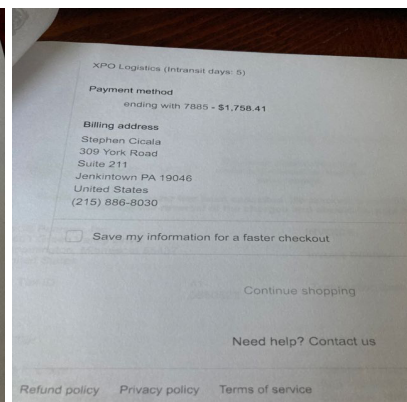 XPO Logistics (Intransit days: 5)
Payment method
ending with 7885 - $1,758.41
Billing address
Stephen Cicala
309 York Road
Suite 211
Jenkintown PA 19046
United States
(215) 886-8030
Save my information for a faster checkout
Continue shopping
Need help? Contact us
Refund policy Privacy policy Terms of service